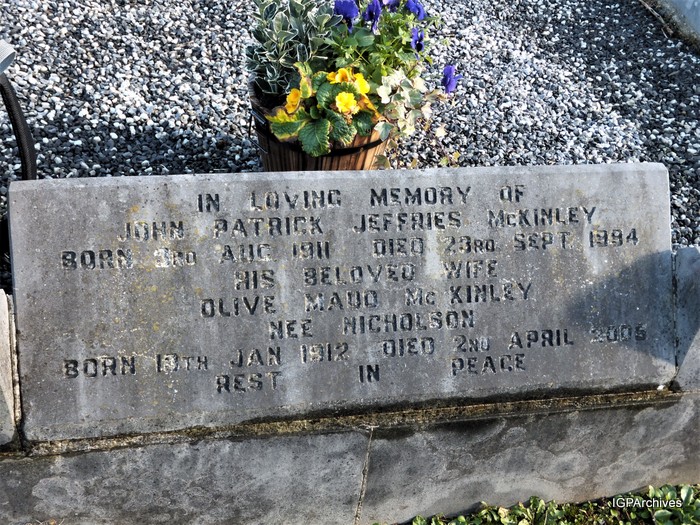 IN LOVING MEMORY OF
JOHN PATRICK JEFFRIES McKINLEY
BORN 3RD AUG 1911 DIED 23RD SEPT. 1994
HIS BELOVED WIFE
OLIVE MAUD McKINLEY
NEE NICHOLSON
BORN 18TH JAN 1912 DIED 2ND APRIL 2005
REST IN PEACE
IGPArchives